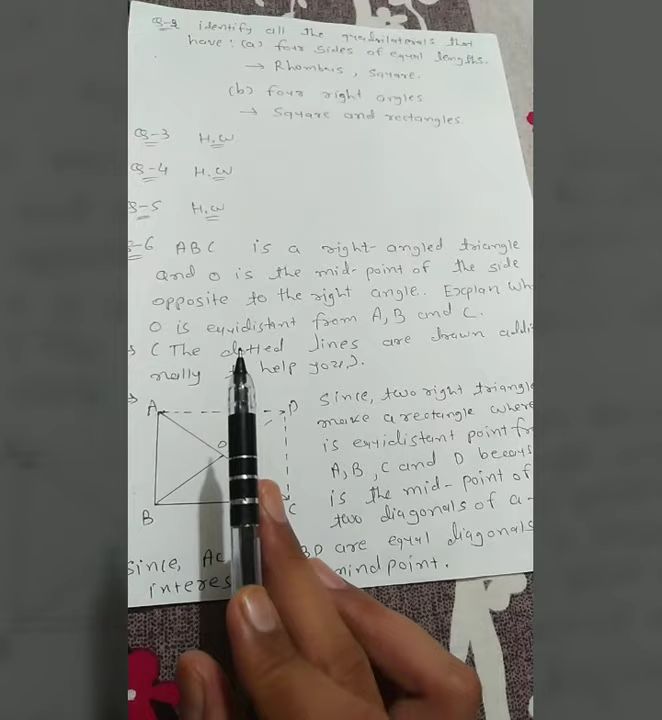 Q-2 identify all the quadrilaterals that
have: (a) four sides of equal lengths.
→ Rhombus, Square.
(b) four right angles
→ Square and rectangles
Q-3 H.W
Q-4 H.W
Q-5 H.W
-6 ABC is a right-angled triangle
and O is the mid-point of the side
opposite to the right angle. Explan wh
O is equidistant from A, B and C.
(The dotted lines are drawn addi
nally help you).
Since, two right triangle
A D make a rectangle where
O is equidistant point fr
A, B, C and D becaus
is the mid-point of
B C two diagonals of a
Since, AC BD are equal diagonals
interes mindpoint.